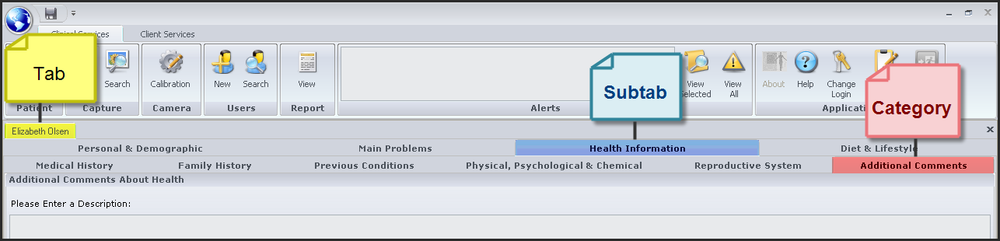 Clinical Services Client Services
Tab
Search
Calibration
New Search
View
View Selected
View All
About
Help
Change Login
Patient Capture Camera Users Report Alerts
Subtab
Category
Elizabeth Olsen
Personal & Demographic Main Problems Health Information Diet & Lifestyle
Medical History Family History Previous Conditions Physical, Psychological & Chemical Reproductive System Additional Comments
Additional Comments About Health
Please Enter a Description: